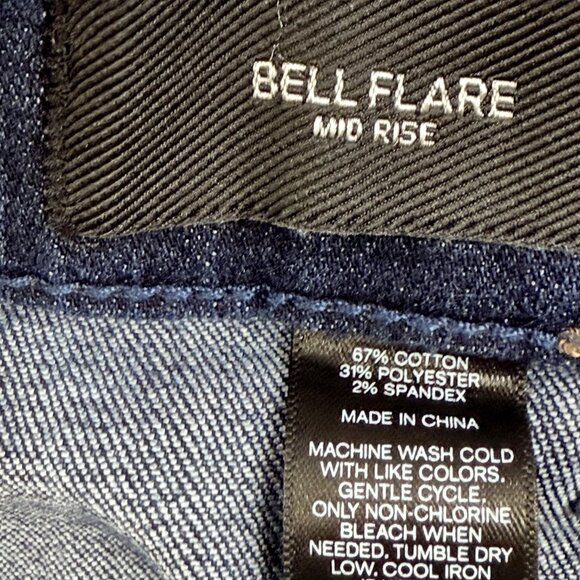 BELL FLARE
MID RISE
67% COTTON
31% POLYESTER
2% SPANDEX
MADE IN CHINA
MACHINE WASH COLD
WITH LIKE COLORS.
GENTLE CYCLE.
ONLY NON-CHLORINE
BLEACH WHEN
NEEDED. TUMBLE DRY
LOW. COOL IRON